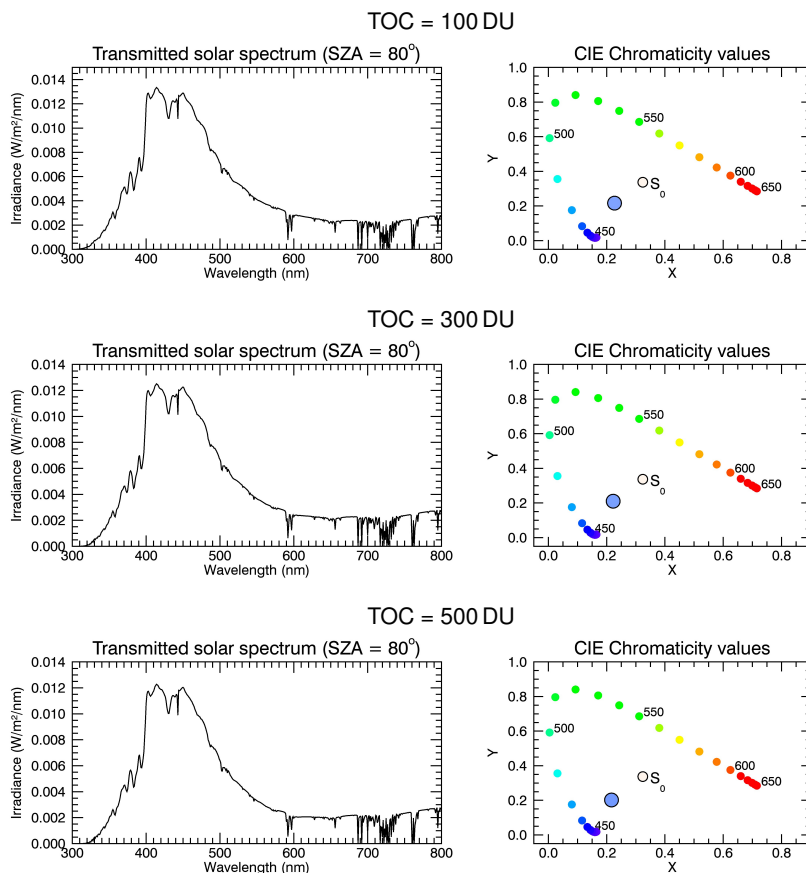 TOC = 100 DU
Transmitted solar spectrum (SZA = 80°)
0.014
0.012
0.010
0.008
0.006
0.004
0.002
0.000
Irradiance (W/m²/nm)
300 400 500 600 700 800
Wavelength (nm)
CIE Chromaticity values
1.0
0.8
0.6
0.4
0.2
0.0
Y
550
500
600
650
S₀
450
0.0 0.2 0.4 0.6 0.8
X
TOC = 300 DU
Transmitted solar spectrum (SZA = 80°)
0.014
0.012
0.010
0.008
0.006
0.004
0.002
0.000
Irradiance (W/m²/nm)
300 400 500 600 700 800
Wavelength (nm)
CIE Chromaticity values
1.0
0.8
0.6
0.4
0.2
0.0
Y
550
500
600
650
S₀
450
0.0 0.2 0.4 0.6 0.8
X
TOC = 500 DU
Transmitted solar spectrum (SZA = 80°)
0.014
0.012
0.010
0.008
0.006
0.004
0.002
0.000
Irradiance (W/m²/nm)
300 400 500 600 700 800
Wavelength (nm)
CIE Chromaticity values
1.0
0.8
0.6
0.4
0.2
0.0
Y
550
500
600
650
S₀
450
0.0 0.2 0.4 0.6 0.8
X